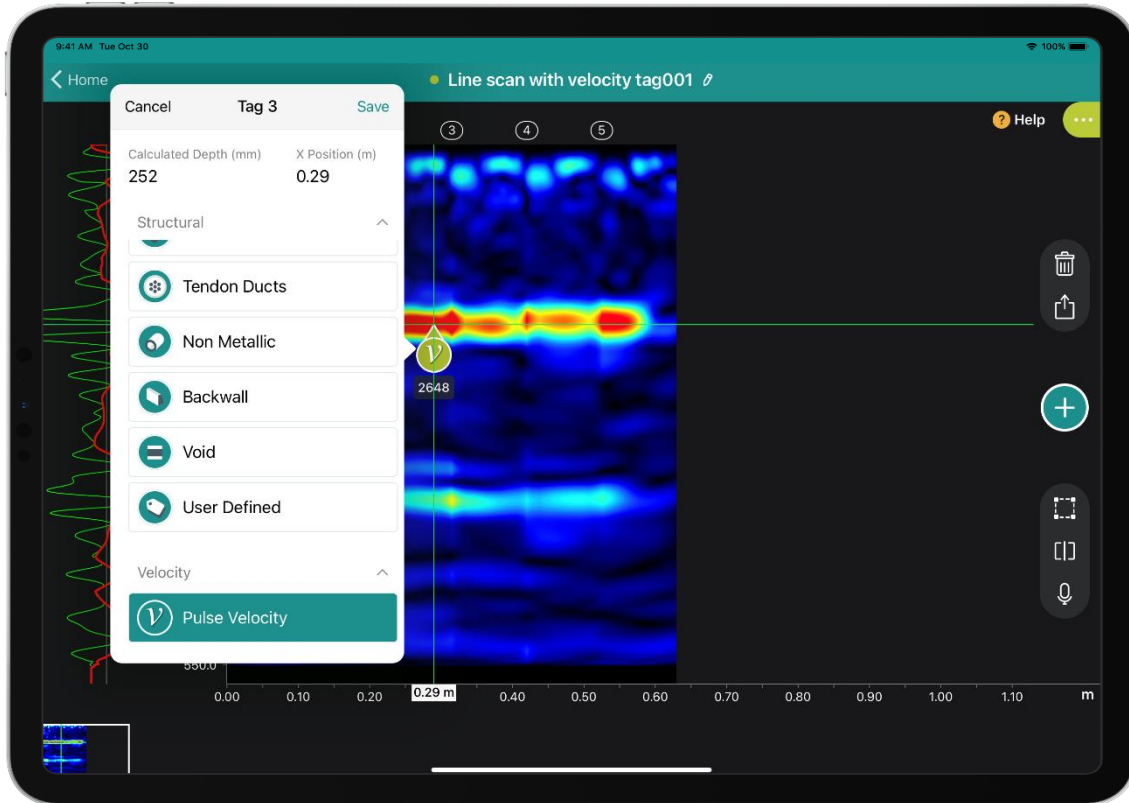 9:41 AM Tue Oct 30
100%
Home
Line scan with velocity tag001
Cancel
Tag 3
Save
Calculated Depth (mm)
X Position (m)
252
0.29
Structural
Tendon Ducts
Non Metallic
Backwall
Void
User Defined
Velocity
V Pulse Velocity
3
4
5
? Help
V
2648
550.0
0.00
0.10
0.20
0.29 m
0.40
0.50
0.60
0.70
0.80
0.90
1.00
1.10
m